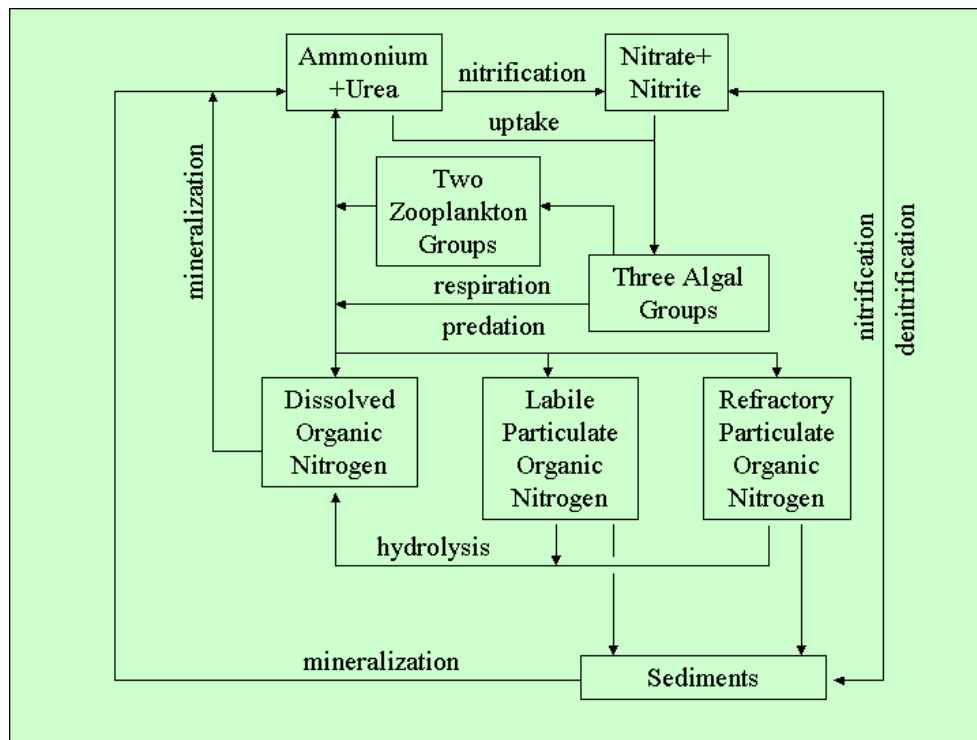 Ammonium
+Urea
nitrification
Nitrate+
Nitrite
uptake
Two
Zooplankton
Groups
mineralization
respiration
predation
Three Algal
Groups
nitrification
denitrification
Dissolved
Organic
Nitrogen
Labile
Particulate
Organic
Nitrogen
Refractory
Particulate
Organic
Nitrogen
hydrolysis
mineralization
Sediments